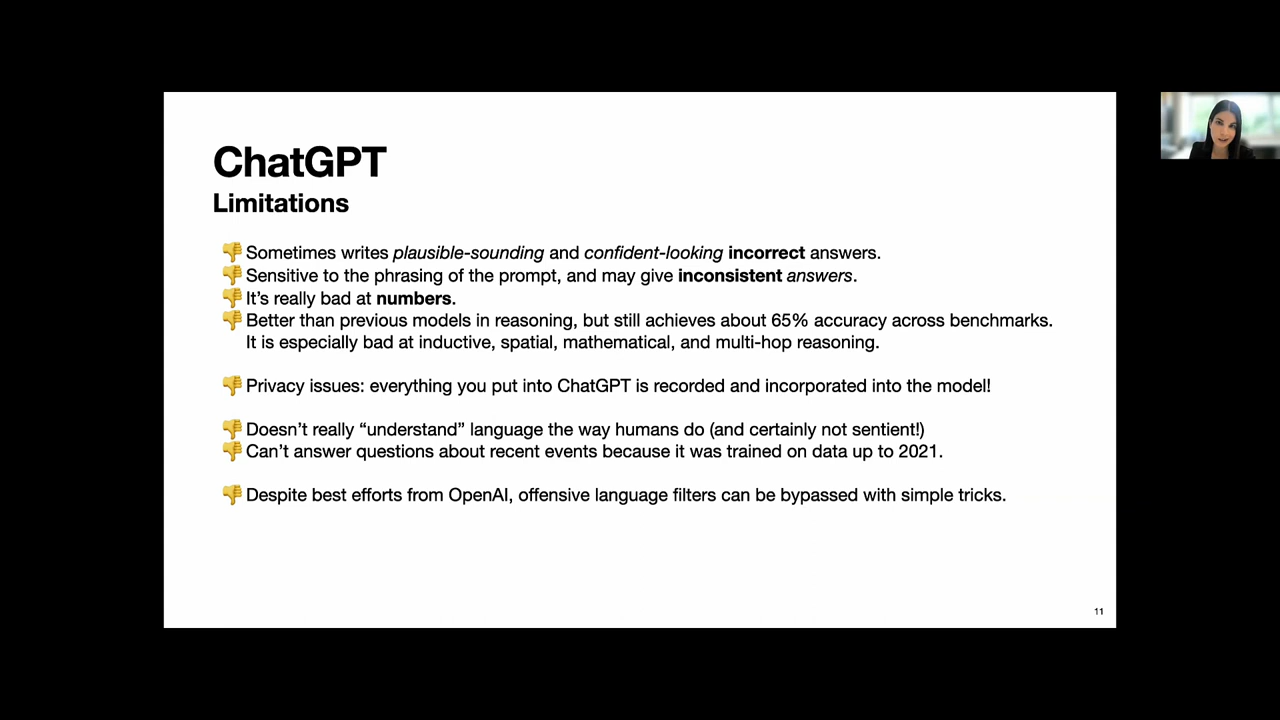 ChatGPT
Limitations
👎 Sometimes writes plausible-sounding and confident-looking incorrect answers.
👎 Sensitive to the phrasing of the prompt, and may give inconsistent answers.
👎 It's really bad at numbers.
👎 Better than previous models in reasoning, but still achieves about 65% accuracy across benchmarks.
It is especially bad at inductive, spatial, mathematical, and multi-hop reasoning.
👎 Privacy issues: everything you put into ChatGPT is recorded and incorporated into the model!
👎 Doesn't really “understand” language the way humans do (and certainly not sentient!)
👎 Can't answer questions about recent events because it was trained on data up to 2021.
👎 Despite best efforts from OpenAI, offensive language filters can be bypassed with simple tricks.
11